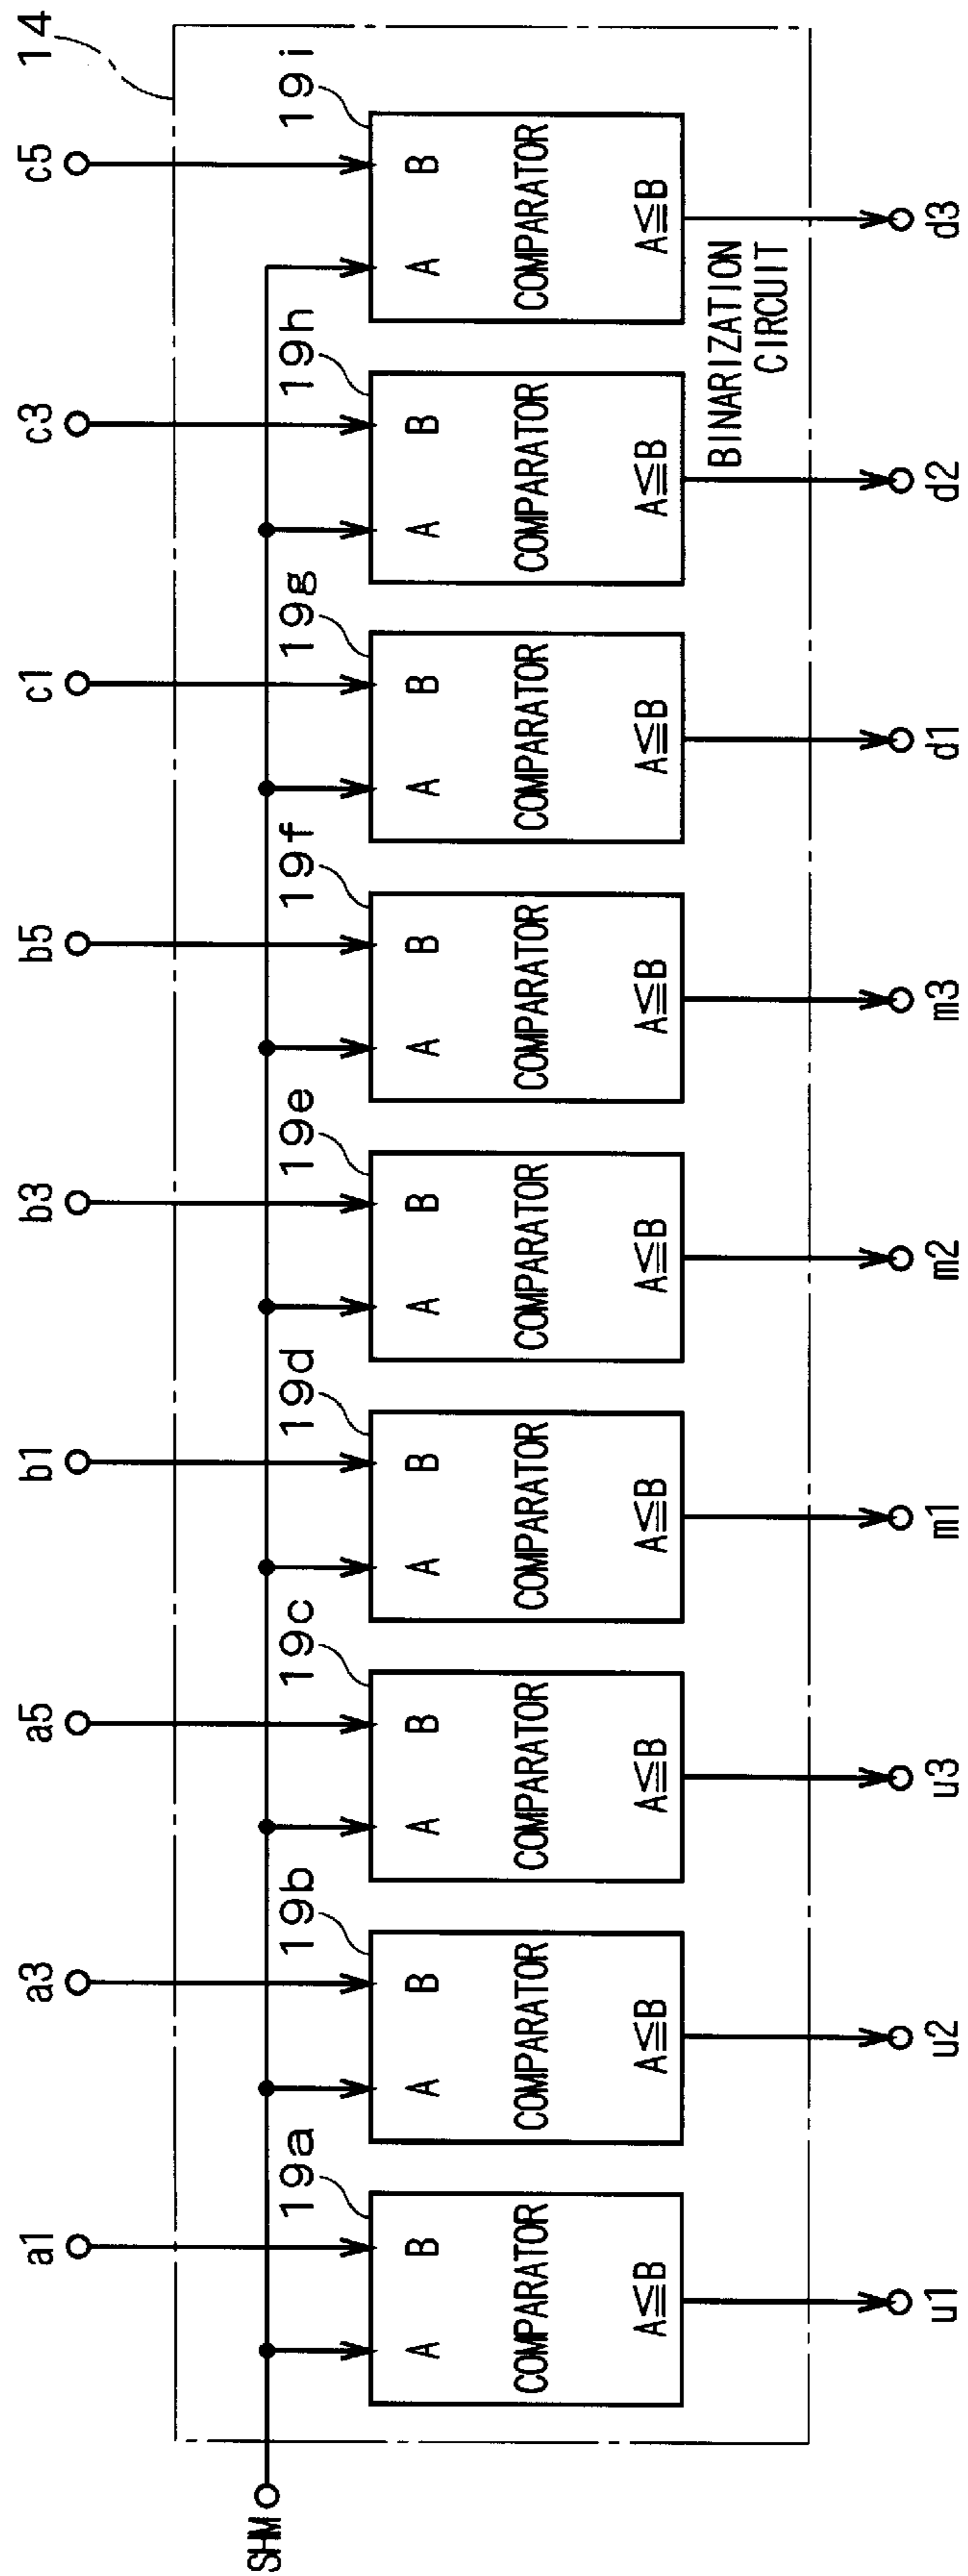 14
a1 a3 a5 b1 b3 b5 c1 c3 c5
SHM
19a 19b 19c 19d 19e 19f 19g 19h 19i
A B A B A B A B A B A B A B A B A B
COMPARATOR COMPARATOR COMPARATOR COMPARATOR COMPARATOR COMPARATOR COMPARATOR COMPARATOR COMPARATOR
A≦B A≦B A≦B A≦B A≦B A≦B A≦B A≦B A≦B
BINARIZATION
CIRCUIT
u1 u2 u3 m1 m2 m3 d1 d2 d3